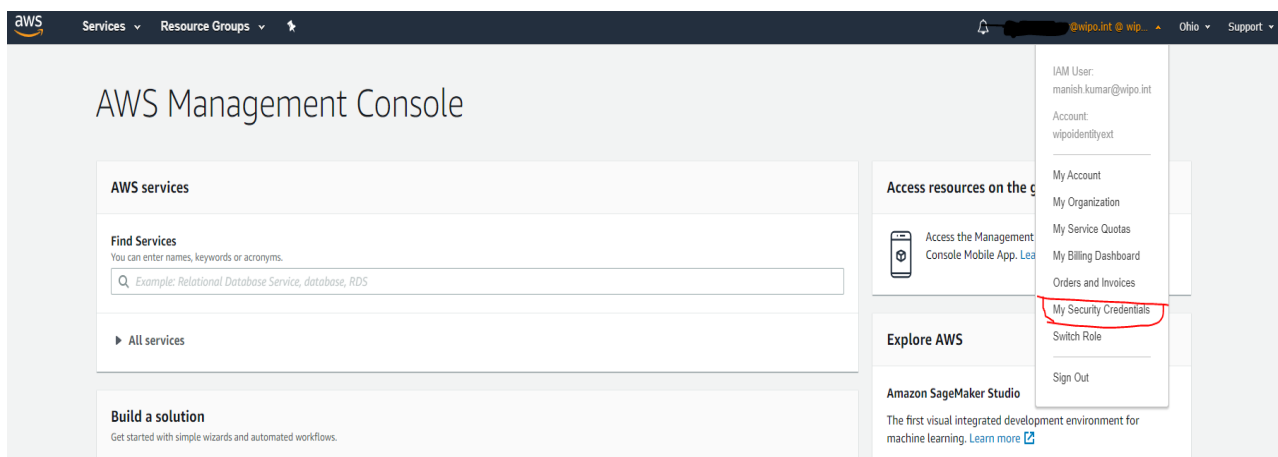 aws
Services
Resource Groups
@wipo.int @ wip...
Ohio
Support
IAM User:
manish.kumar@wipo.int
Account:
wipoidentityext
AWS Management Console
AWS services
Find Services
You can enter names, keywords or acronyms.
Example: Relational Database Service, database, RDS
All services
Build a solution
Get started with simple wizards and automated workflows.
Access resources on the g
Access the Management
Console Mobile App. Lea
Explore AWS
Amazon SageMaker Studio
The first visual integrated development environment for
machine learning. Learn more
My Account
My Organization
My Service Quotas
My Billing Dashboard
Orders and Invoices
My Security Credentials
Switch Role
Sign Out